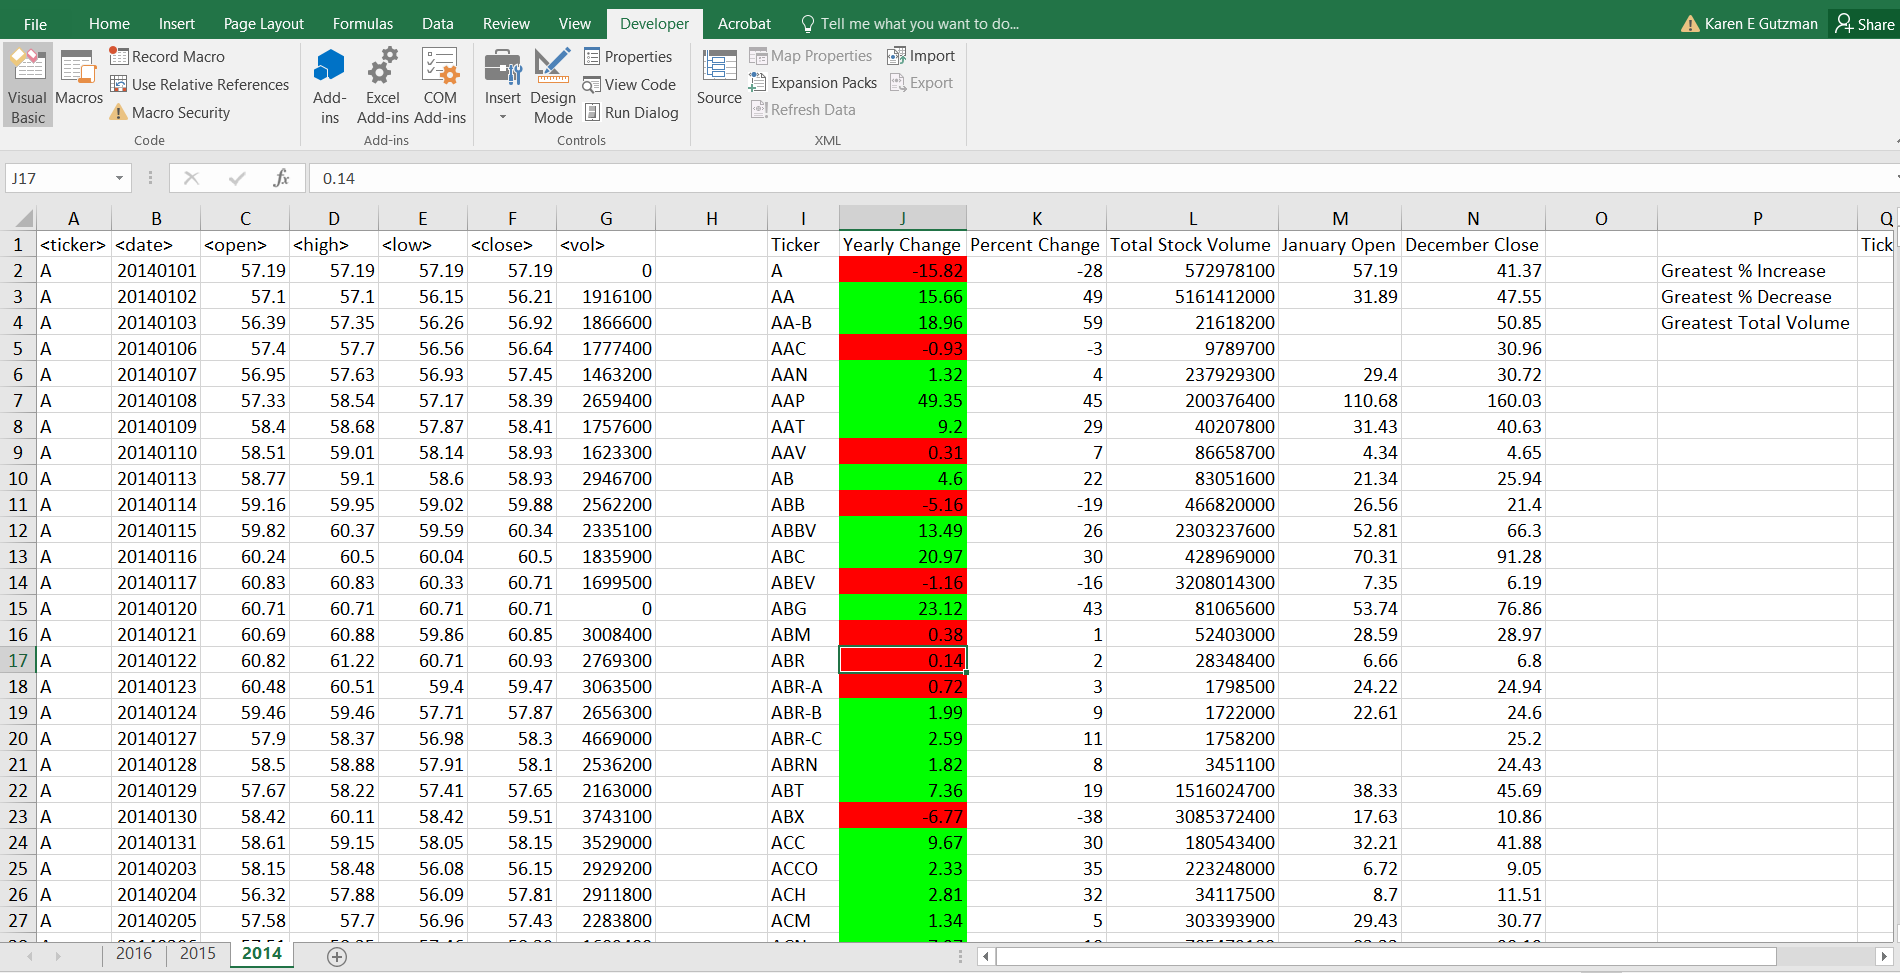 File Home Insert Page Layout Formulas Data Review View Developer Acrobat Tell me what you want to do... Karen E Gutzman Share
Visual Basic Macros Record Macro Use Relative References Macro Security Code
Add-ins Excel Add-ins COM Add-ins Add-ins
Insert Design Mode Properties View Code Run Dialog Controls
Source Map Properties Expansion Packs Refresh Data Import Export XML
J17 fx 0.14
A B C D E F G H I J K L M N O P Q
1 <ticker> <date> <open> <high> <low> <close> <vol> Ticker Yearly Change Percent Change Total Stock Volume January Open December Close Tick
2 A 20140101 57.19 57.19 57.19 57.19 0 A -15.82 -28 572978100 57.19 41.37 Greatest % Increase
3 A 20140102 57.1 57.1 56.15 56.21 1916100 AA 15.66 49 5161412000 31.89 47.55 Greatest % Decrease
4 A 20140103 56.39 57.35 56.26 56.92 1866600 AA-B 18.96 59 21618200 50.85 Greatest Total Volume
5 A 20140106 57.4 57.7 56.56 56.64 1777400 AAC -0.93 -3 9789700 30.96
6 A 20140107 56.95 57.63 56.93 57.45 1463200 AAN 1.32 4 237929300 29.4 30.72
7 A 20140108 57.33 58.54 57.17 58.39 2659400 AAP 49.35 45 200376400 110.68 160.03
8 A 20140109 58.4 58.68 57.87 58.41 1757600 AAT 9.2 29 40207800 31.43 40.63
9 A 20140110 58.51 59.01 58.14 58.93 1623300 AAV 0.31 7 86658700 4.34 4.65
10 A 20140113 58.77 59.1 58.6 58.93 2946700 AB 4.6 22 83051600 21.34 25.94
11 A 20140114 59.16 59.95 59.02 59.88 2562200 ABB -5.16 -19 466820000 26.56 21.4
12 A 20140115 59.82 60.37 59.59 60.34 2335100 ABBV 13.49 26 2303237600 52.81 66.3
13 A 20140116 60.24 60.5 60.04 60.5 1835900 ABC 20.97 30 428969000 70.31 91.28
14 A 20140117 60.83 60.83 60.33 60.71 1699500 ABEV -1.16 -16 3208014300 7.35 6.19
15 A 20140120 60.71 60.71 60.71 60.71 0 ABG 23.12 43 81065600 53.74 76.86
16 A 20140121 60.69 60.88 59.86 60.85 3008400 ABM 0.38 1 52403000 28.59 28.97
17 A 20140122 60.82 61.22 60.71 60.93 2769300 ABR 0.14 2 28348400 6.66 6.8
18 A 20140123 60.48 60.51 59.4 59.47 3063500 ABR-A 0.72 3 1798500 24.22 24.94
19 A 20140124 59.46 59.46 57.71 57.87 2656300 ABR-B 1.99 9 1722000 22.61 24.6
20 A 20140127 57.9 58.37 56.98 58.3 4669000 ABR-C 2.59 11 1758200 25.2
21 A 20140128 58.5 58.88 57.91 58.1 2536200 ABRN 1.82 8 3451100 24.43
22 A 20140129 57.67 58.22 57.41 57.65 2163000 ABT 7.36 19 1516024700 38.33 45.69
23 A 20140130 58.42 60.11 58.42 59.51 3743100 ABX -6.77 -38 3085372400 17.63 10.86
24 A 20140131 58.61 59.15 58.05 58.15 3529000 ACC 9.67 30 180543400 32.21 41.88
25 A 20140203 58.15 58.48 56.08 56.15 2929200 ACCO 2.33 35 223248000 6.72 9.05
26 A 20140204 56.32 57.88 56.09 57.81 2911800 ACH 2.81 32 34117500 8.7 11.51
27 A 20140205 57.58 57.7 56.96 57.43 2283800 ACM 1.34 5 303393900 29.43 30.77
2016 2015 2014